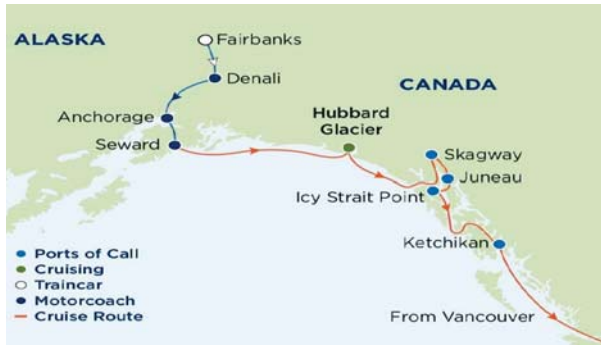 ALASKA
Fairbanks
Denali
CANADA
Anchorage
Hubbard
Glacier
Seward
Skagway
Juneau
Icy Strait Point
Ketchikan
Ports of Call
Cruising
Traincar
Motorcoach
Cruise Route
From Vancouver